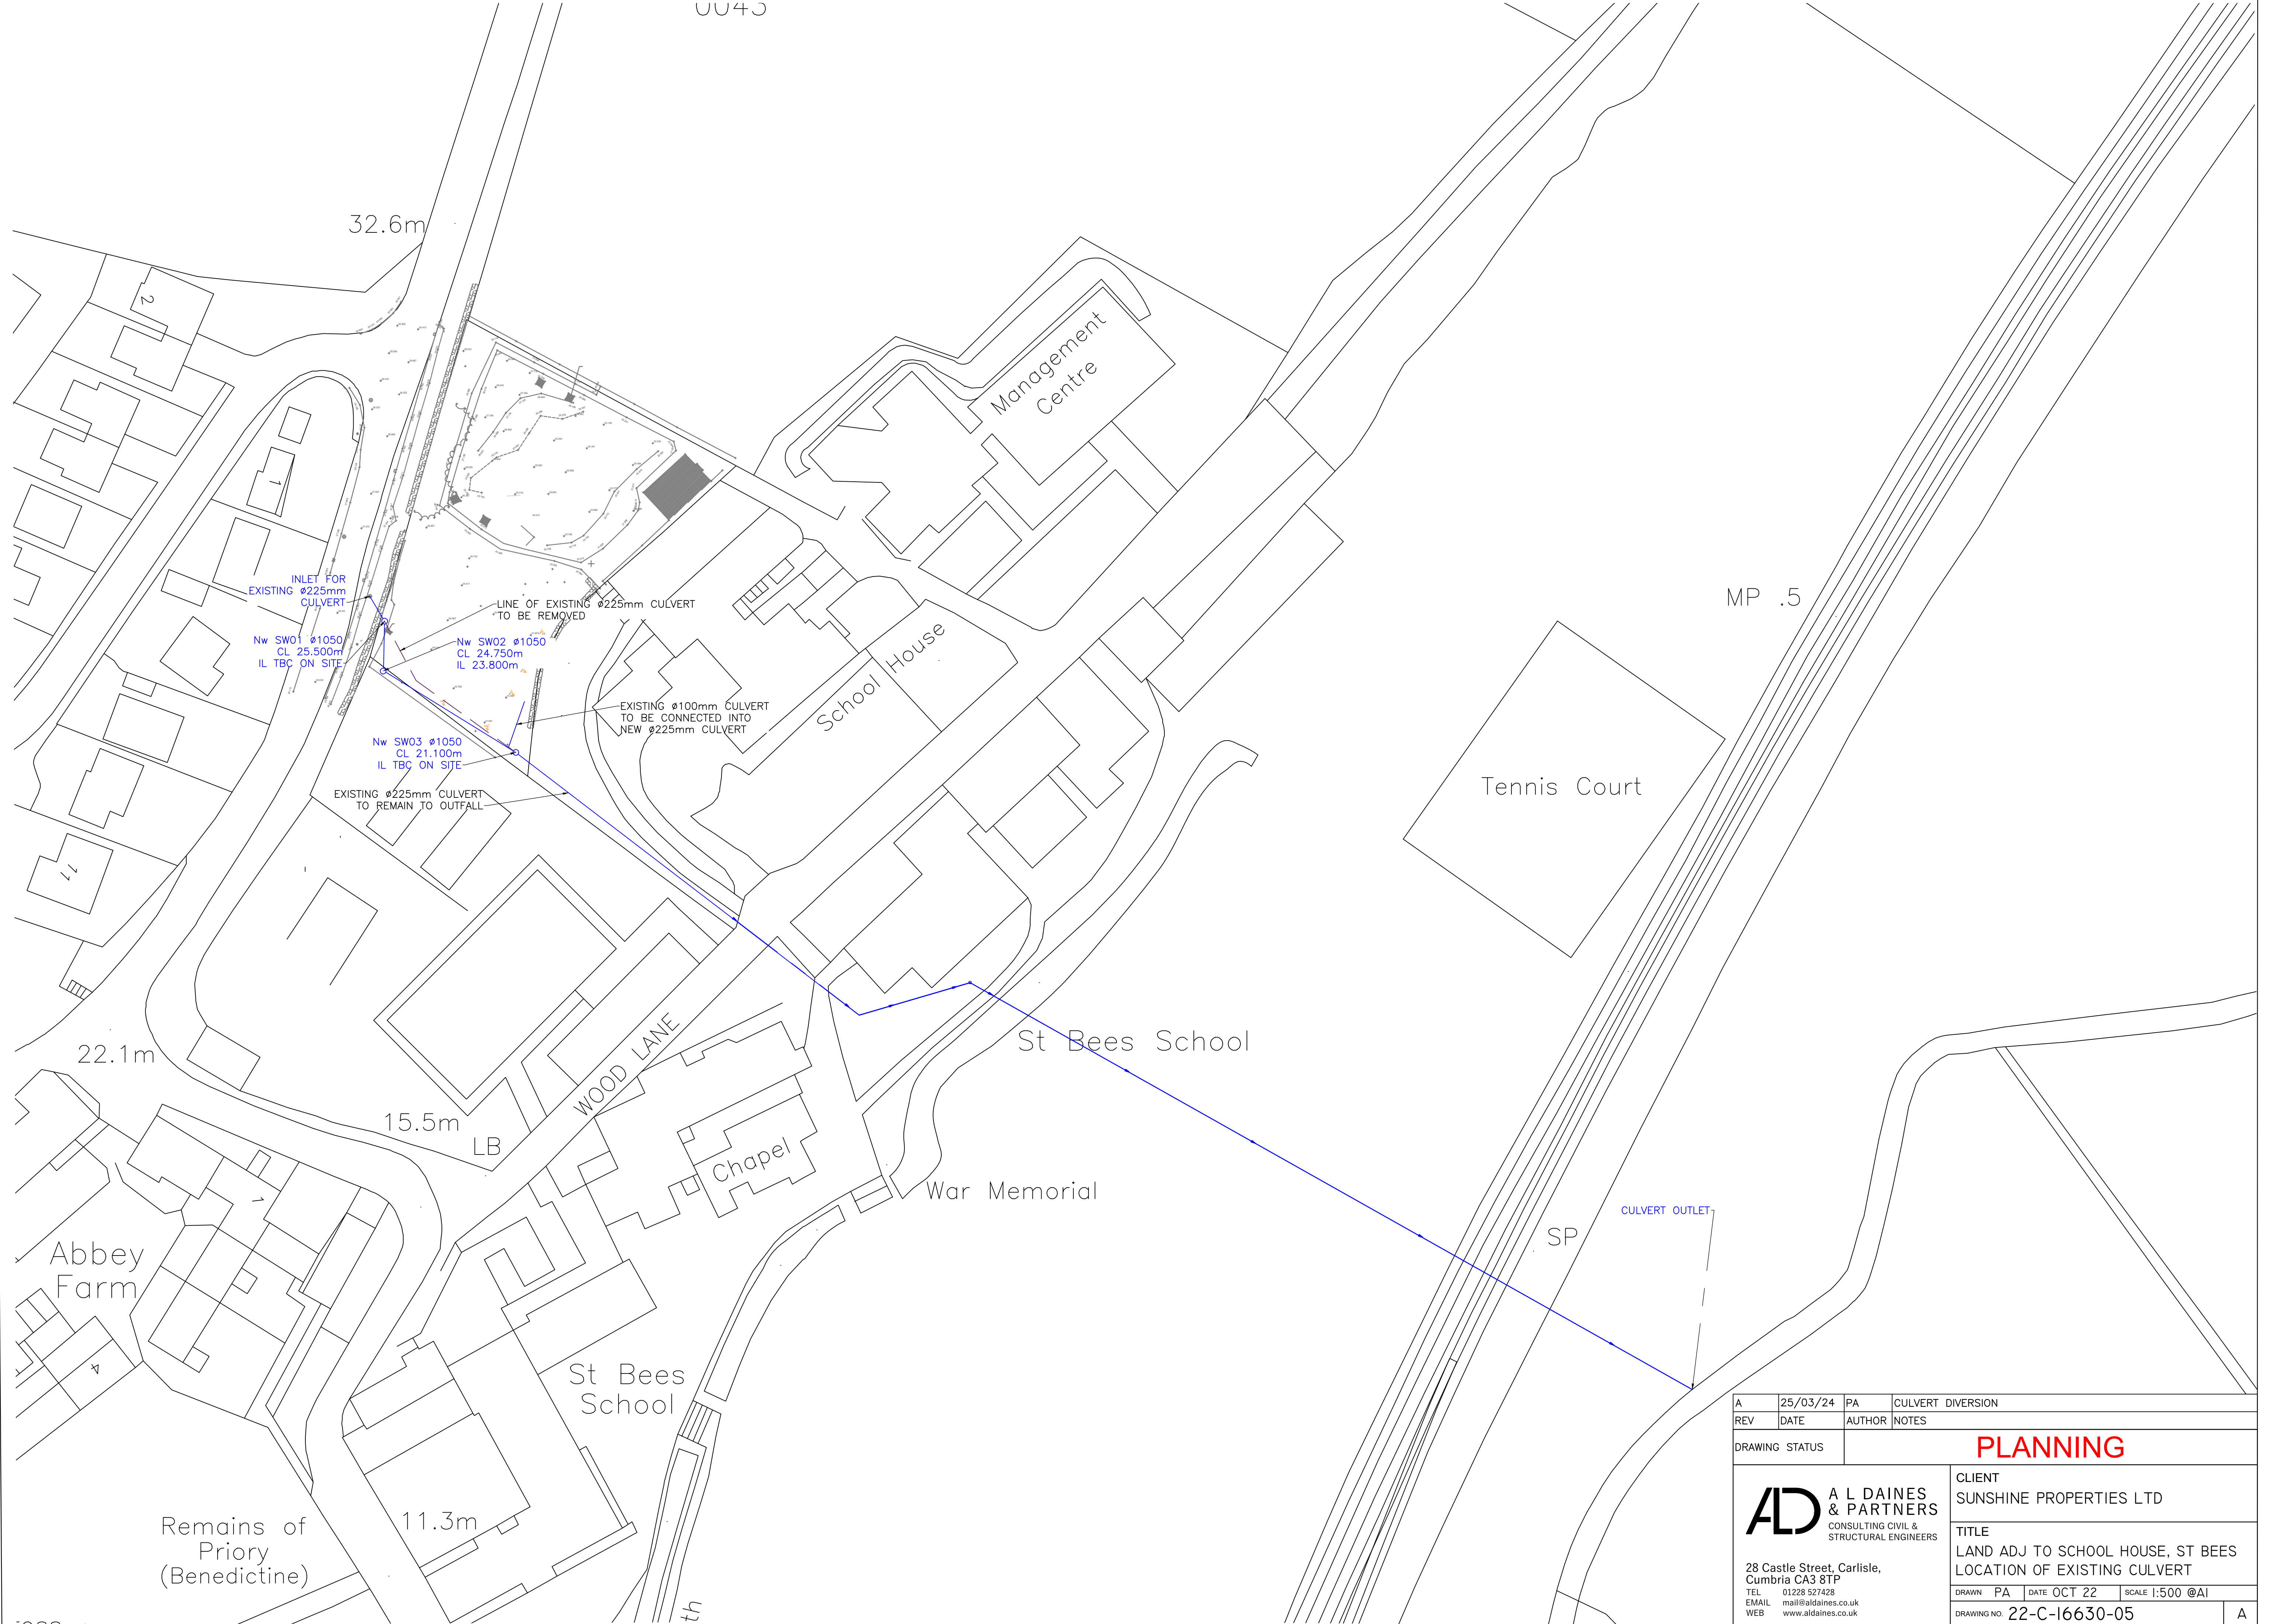 32.6m
2
1
Management
Centre
INLET FOR
EXISTING ø225mm
CULVERT
LINE OF EXISTING ø225mm CULVERT
TO BE REMOVED
Nw SW01 ø1050
CL 25.500m
IL TBC ON SITE
Nw SW02 ø1050
CL 24.750m
IL 23.800m
School House
MP .5
EXISTING ø100mm CULVERT
TO BE CONNECTED INTO
NEW ø225mm CULVERT
Nw SW03 ø1050
CL 21.100m
IL TBC ON SITE
EXISTING ø225mm CULVERT
TO REMAIN TO OUTFALL
Tennis Court
11
St Bees School
22.1m
WOOD LANE
15.5m
LB
Chapel
War Memorial
1
CULVERT OUTLET
SP
Abbey
Farm
4
St Bees
School
11.3m
Remains of
Priory
(Benedictine)
A 25/03/24 PA CULVERT DIVERSION
REV DATE AUTHOR NOTES
DRAWING STATUS PLANNING
ALD
A L DAINES
& PARTNERS
CONSULTING CIVIL &
STRUCTURAL ENGINEERS
28 Castle Street, Carlisle,
Cumbria CA3 8TP
TEL 01228 527428
EMAIL mail@aldaines.co.uk
WEB www.aldaines.co.uk
CLIENT
SUNSHINE PROPERTIES LTD
TITLE
LAND ADJ TO SCHOOL HOUSE, ST BEES
LOCATION OF EXISTING CULVERT
DRAWN PA DATE OCT 22 SCALE 1:500 @A1
DRAWING NO. 22-C-16630-05 A